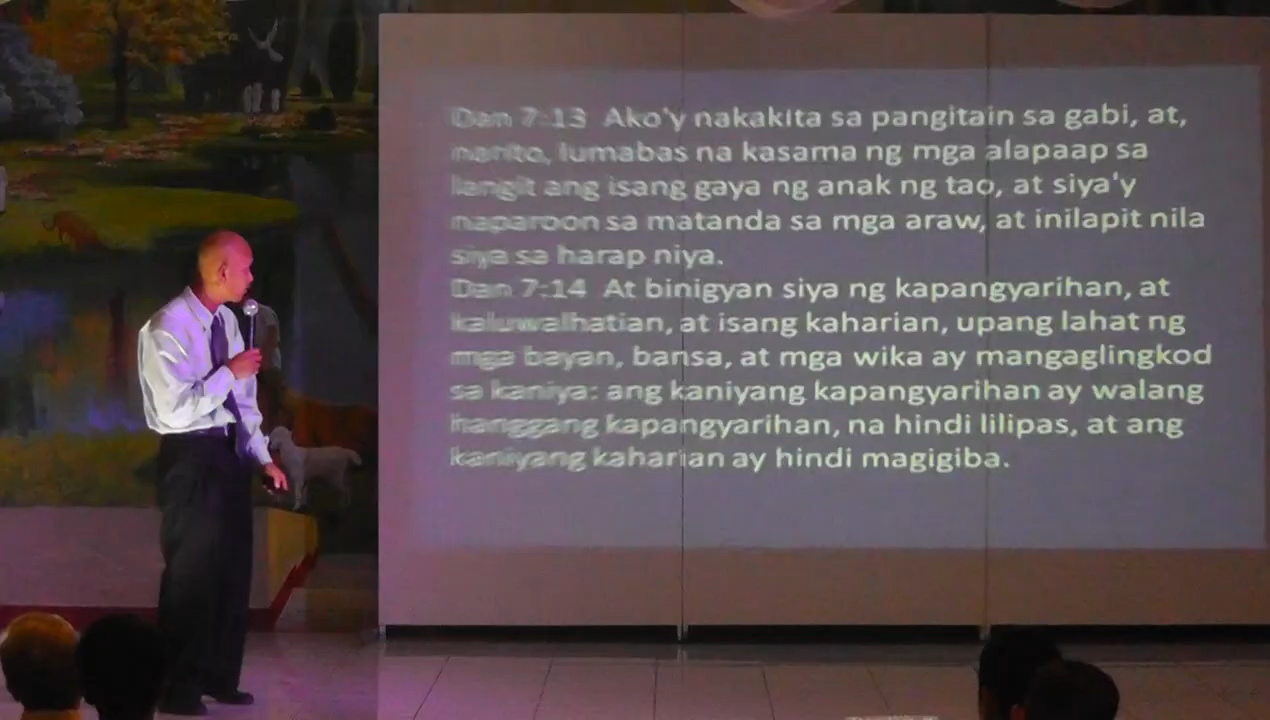 Dan 7:13 Ako'y nakakita sa pangitain sa gabi, at,
narito, lumabas na kasama ng mga alapaap sa
langit ang isang gaya ng anak ng tao, at siya'y
naparoon sa matanda sa mga araw, at inilapit nila
siya sa harap niya.
Dan 7:14 At binigyan siya ng kapangyarihan, at
kaluwalhatian, at isang kaharian, upang lahat ng
mga bayan, bansa, at mga wika ay mangaglingkod
sa kaniya: ang kaniyang kapangyarihan ay walang
hanggang kapangyarihan, na hindi lilipas, at ang
kaniyang kaharian ay hindi magigiba.